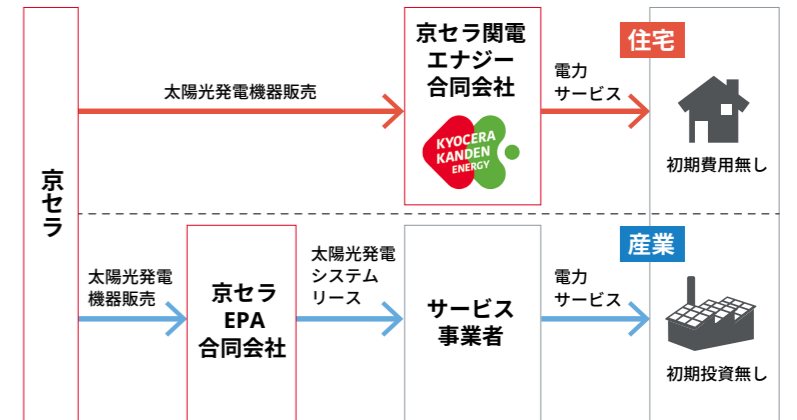 京セラ
太陽光発電機器販売
京セラ関電
エナジー
合同会社
KYOCERA
KANDEN
ENERGY
電力
サービス
住宅
初期費用無し
太陽光発電
機器販売
京セラ
EPA
合同会社
太陽光発電
システム
リース
サービス
事業者
電力
サービス
産業
初期投資無し